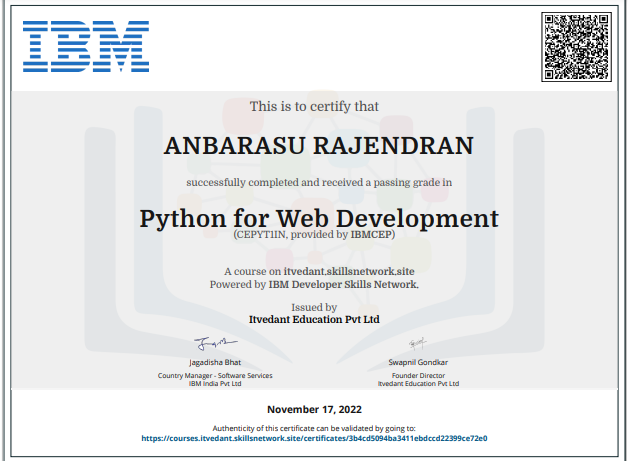 IBM
This is to certify that
ANBARASU RAJENDRAN
successfully completed and received a passing grade in
Python for Web Development
(CEPYT1IN, provided by IBMCEP)
A course on itvedant.skillsnetwork.site
Powered by IBM Developer Skills Network.
Issued by
Itvedant Education Pvt Ltd
Jagadisha Bhat
Country Manager - Software Services
IBM India Pvt Ltd
Swapnil Gondkar
Founder Director
Itvedant Education Pvt Ltd
November 17, 2022
Authenticity of this certificate can be validated by going to:
https://courses.itvedant.skillsnetwork.site/certificates/3b4cd5094ba3411ebdccd22399ce72e0